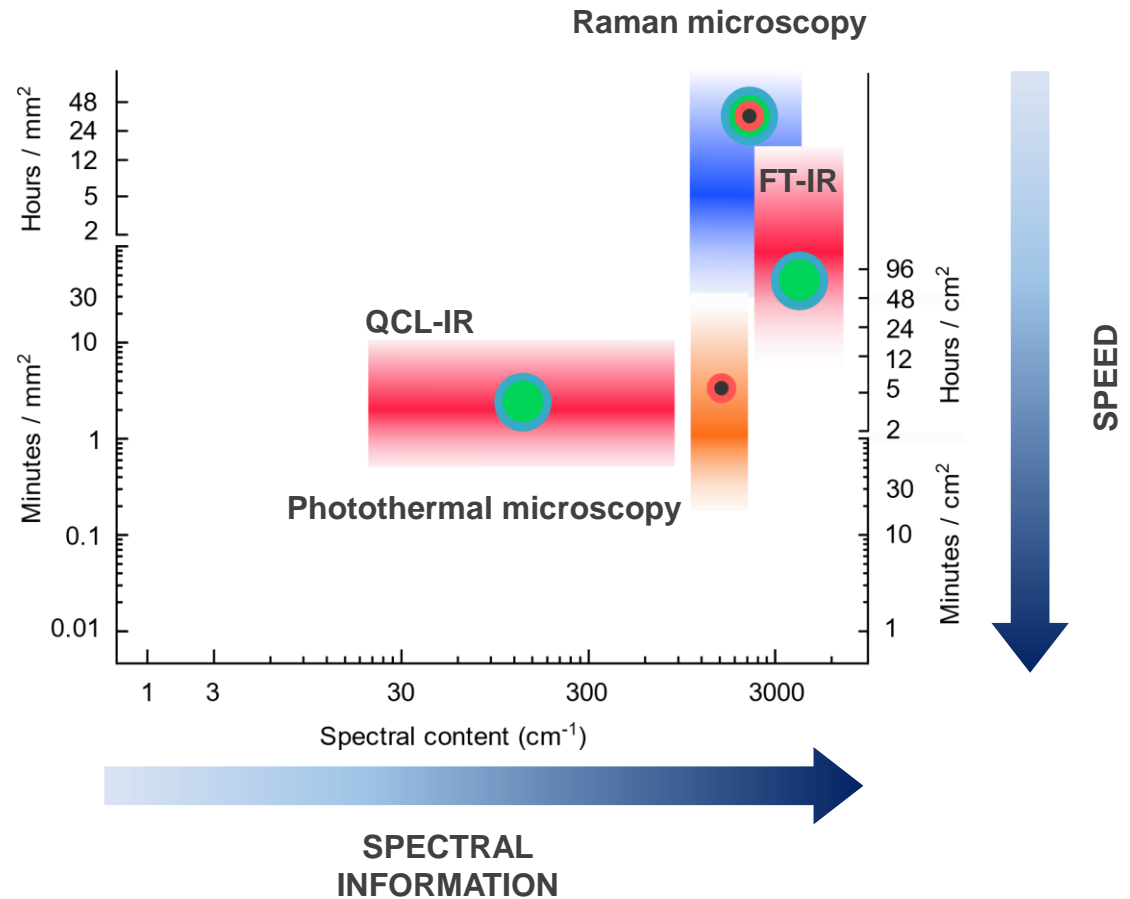 Raman microscopy
Hours / mm²
48
24
12
5
2
FT-IR
30
10
1
0.1
0.01
Minutes / mm²
QCL-IR
Photothermal microscopy
96
48
24
12
5
2
Hours / cm²
30
10
1
Minutes / cm²
SPEED
1 3 30 300 3000
Spectral content (cm⁻¹)
SPECTRAL
INFORMATION